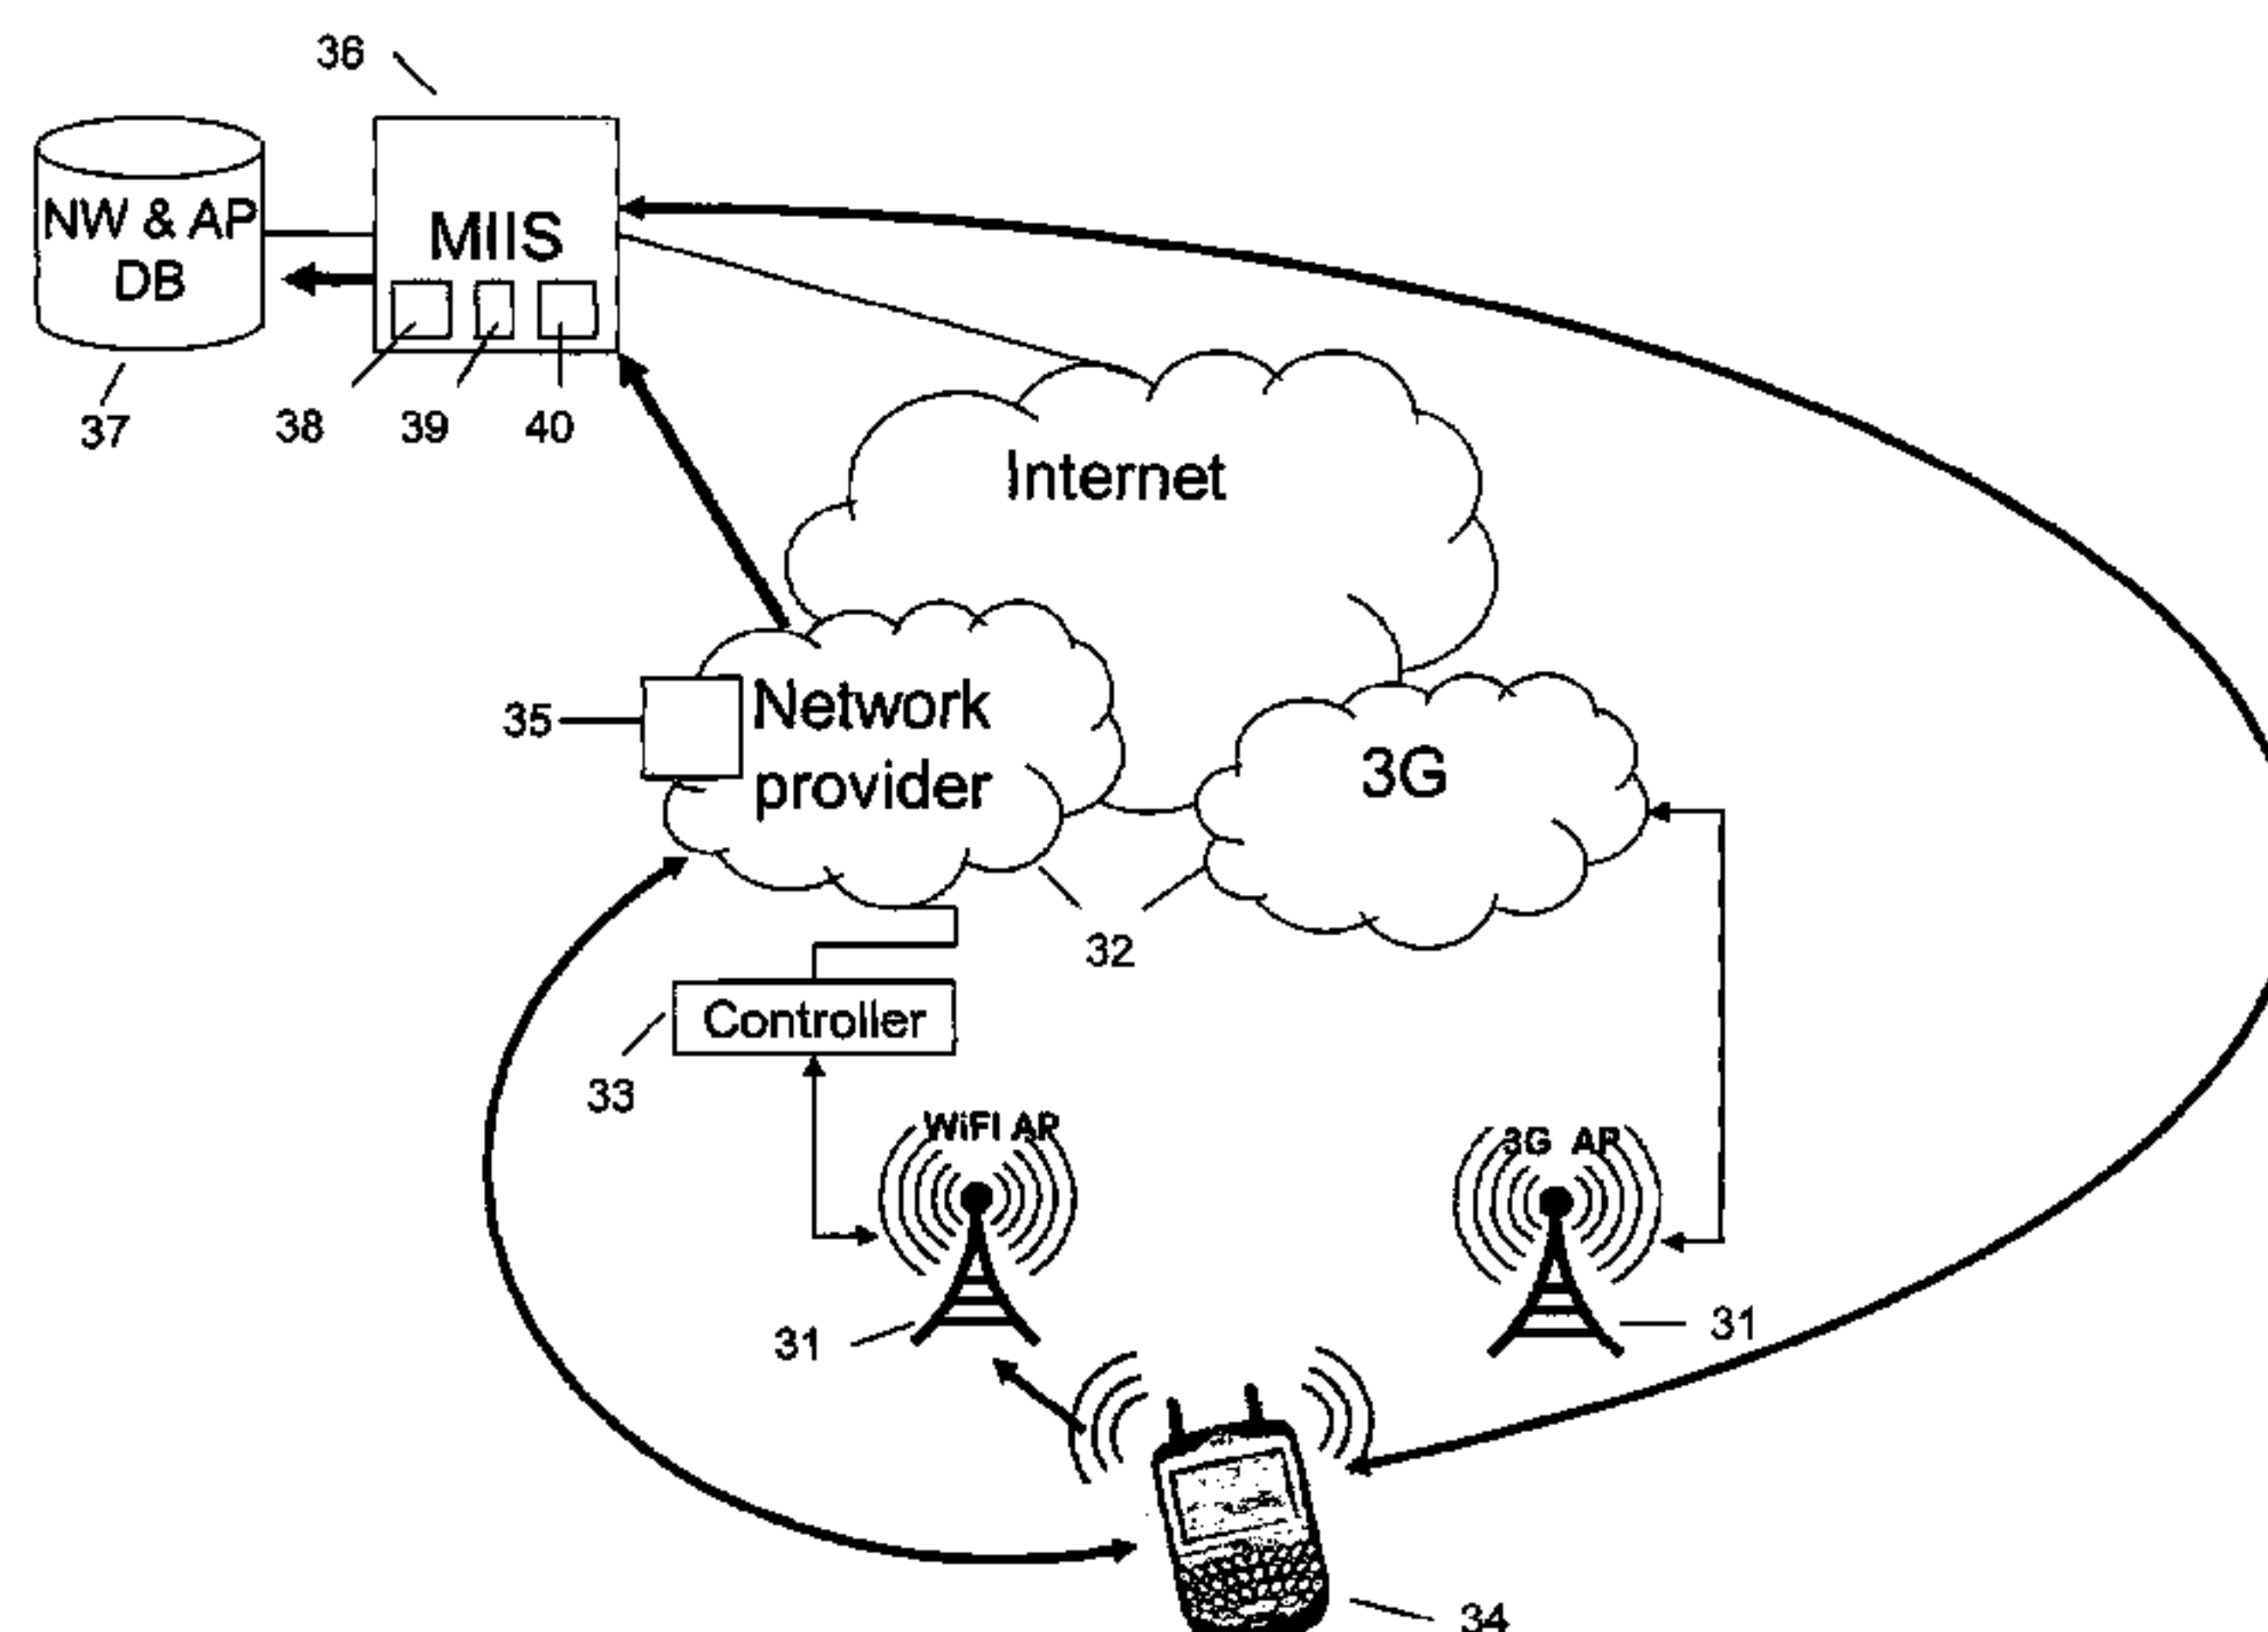 36
NW & AP
DB
MIIS
37
38
39
40
Internet
35
Network
provider
3G
32
Controller
33
WiFI AP
3G AP
31
31
34